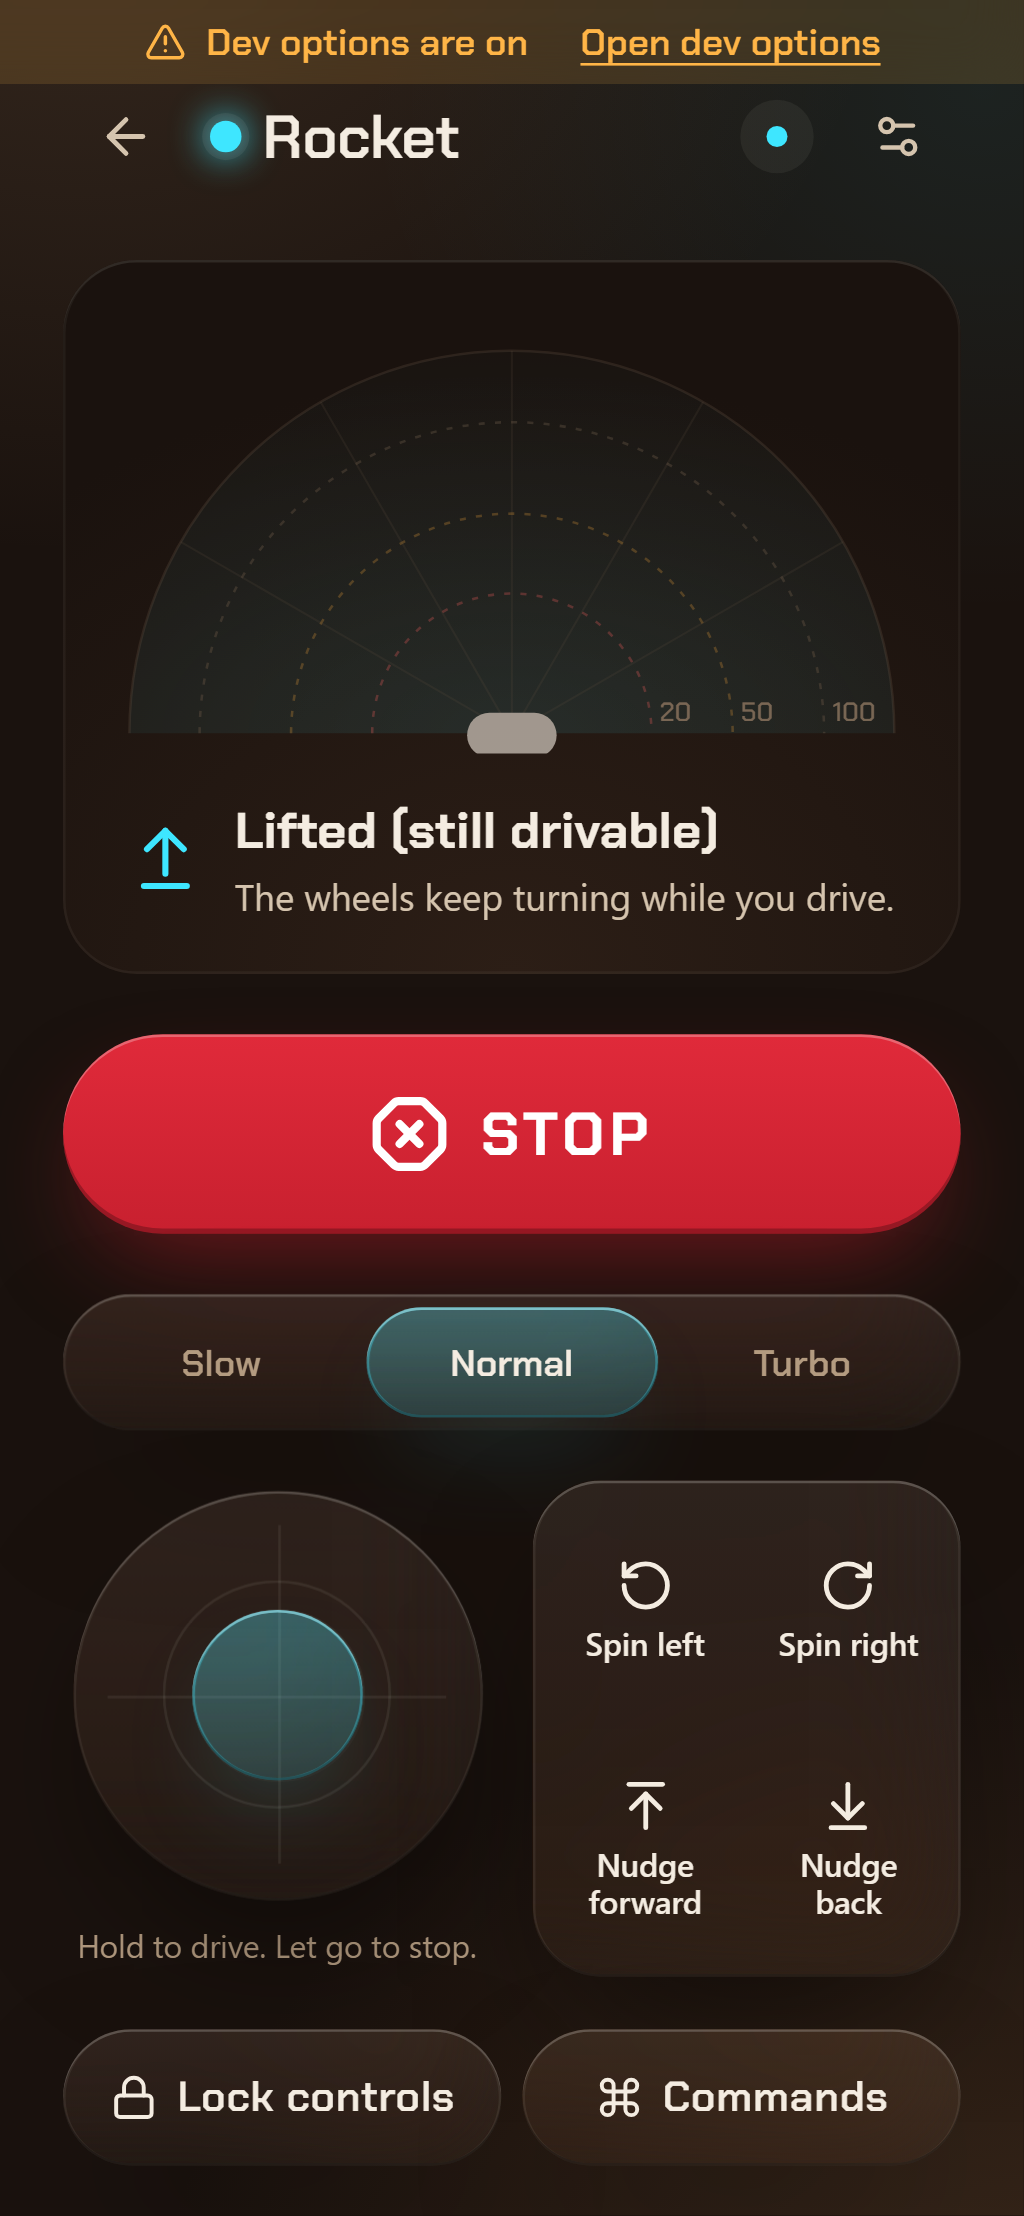 Dev options are on Open dev options
Rocket
20 50 100
Lifted (still drivable)
The wheels keep turning while you drive.
STOP
Slow Normal Turbo
Spin left Spin right
Nudge forward
Nudge back
Hold to drive. Let go to stop.
Lock controls Commands